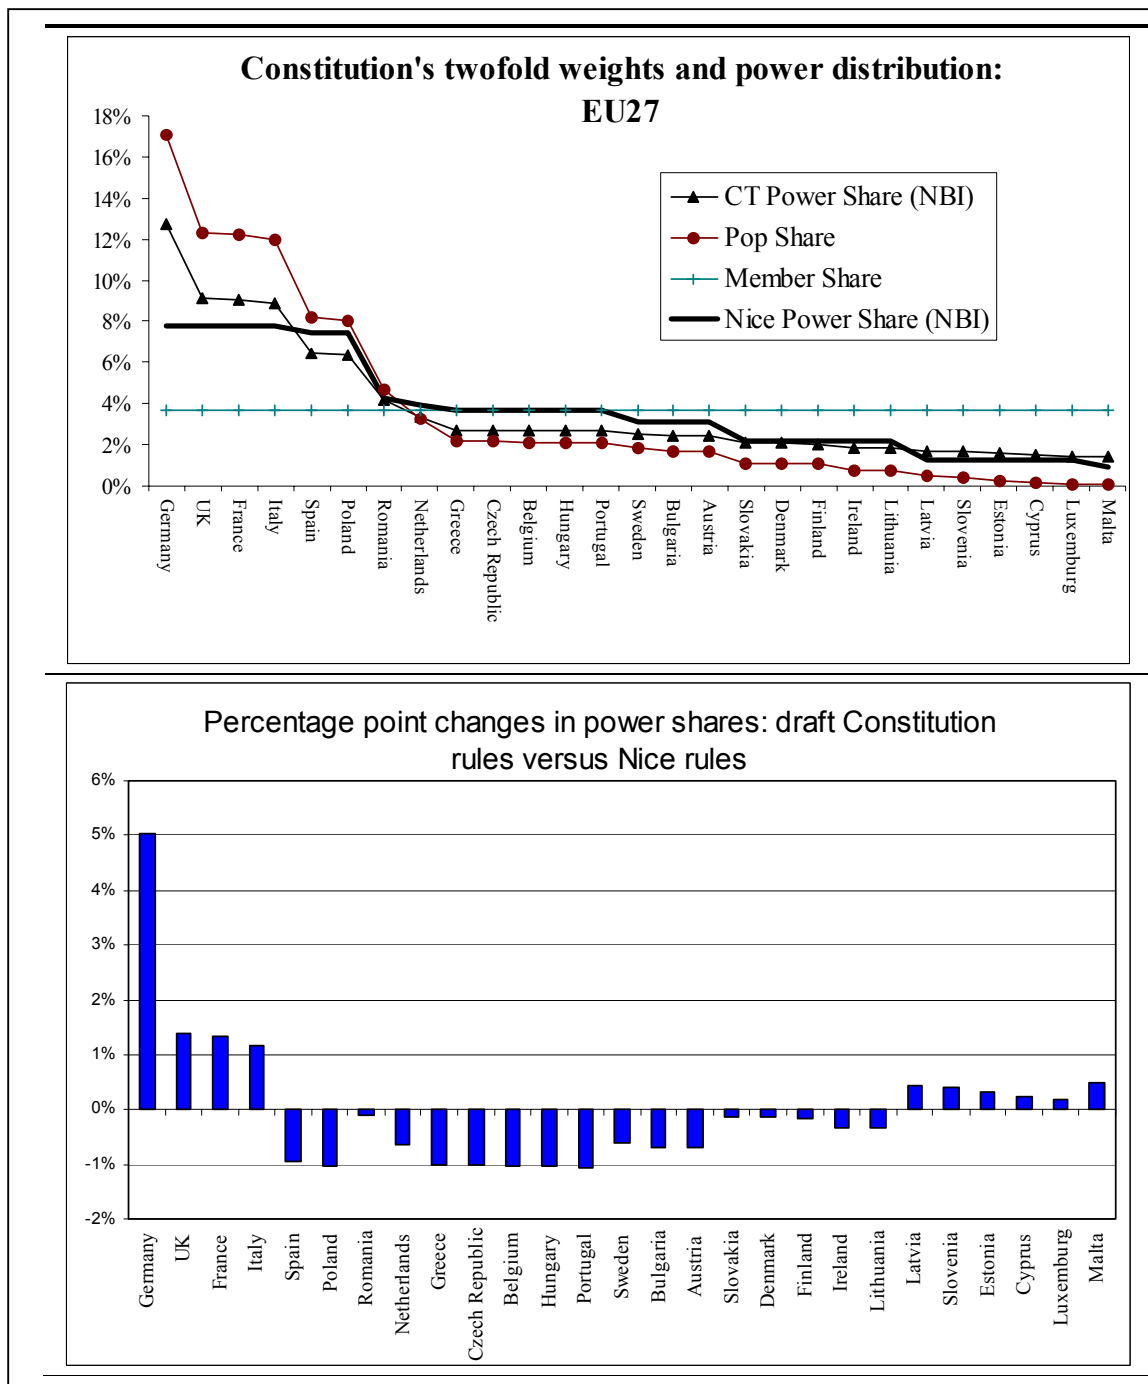 Constitution's twofold weights and power distribution:
EU27
18%
16%
14%
12%
10%
8%
6%
4%
2%
0%
CT Power Share (NBI)
Pop Share
Member Share
Nice Power Share (NBI)
Germany
UK
France
Italy
Spain
Poland
Romania
Netherlands
Greece
Czech Republic
Belgium
Hungary
Portugal
Sweden
Bulgaria
Austria
Slovakia
Denmark
Finland
Ireland
Lithuania
Latvia
Slovenia
Estonia
Cyprus
Luxemburg
Malta
Percentage point changes in power shares: draft Constitution
rules versus Nice rules
6%
5%
4%
3%
2%
1%
0%
-1%
-2%
Germany
UK
France
Italy
Spain
Poland
Romania
Netherlands
Greece
Czech Republic
Belgium
Hungary
Portugal
Sweden
Bulgaria
Austria
Slovakia
Denmark
Finland
Ireland
Lithuania
Latvia
Slovenia
Estonia
Cyprus
Luxemburg
Malta